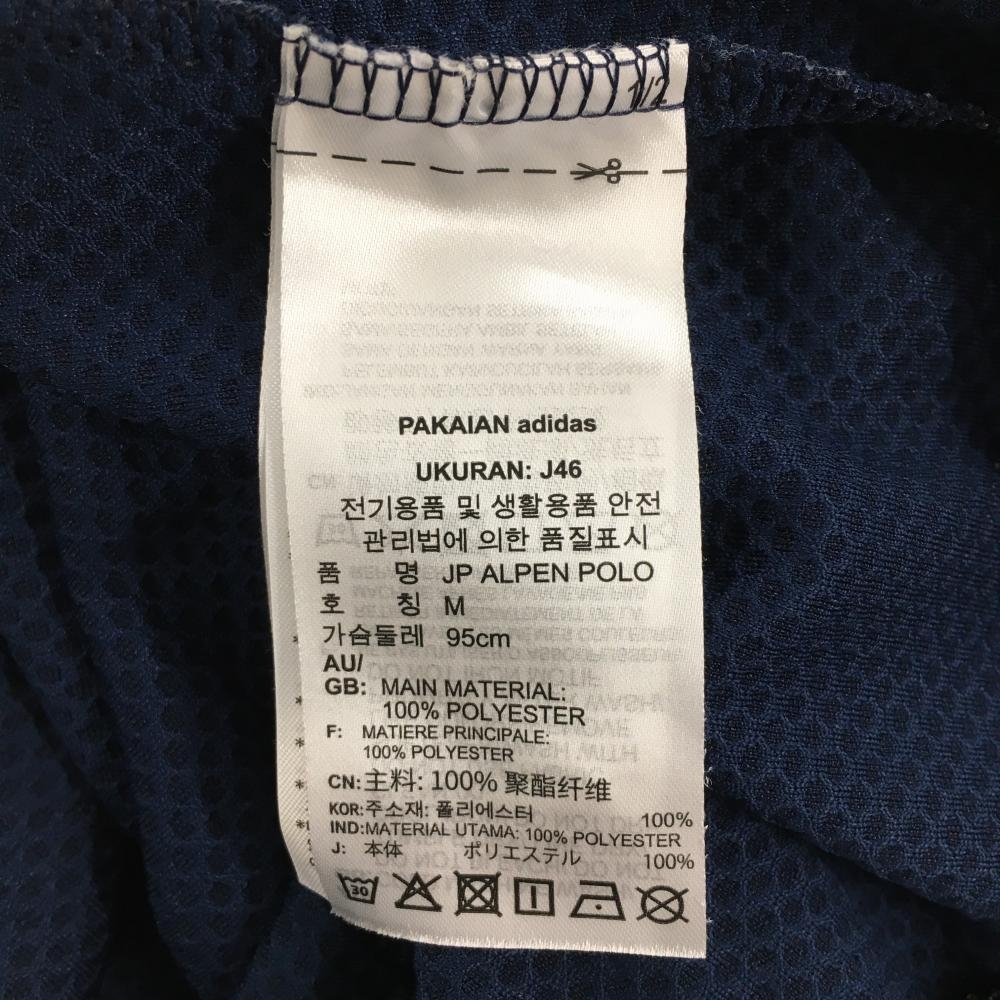 1/2
PAKAIAN adidas
UKURAN: J46
전기용품 및 생활용품 안전
관리법에 의한 품질표시
품 명 JP ALPEN POLO
호 칭 M
가슴둘레 95cm
AU/
GB: MAIN MATERIAL:
100% POLYESTER
F: MATIERE PRINCIPALE:
100% POLYESTER
CN: 主料: 100% 聚酯纤维
KOR: 주소재: 폴리에스터 100%
IND: MATERIAL UTAMA: 100% POLYESTER
J: 本体 ポリエステル 100%
30